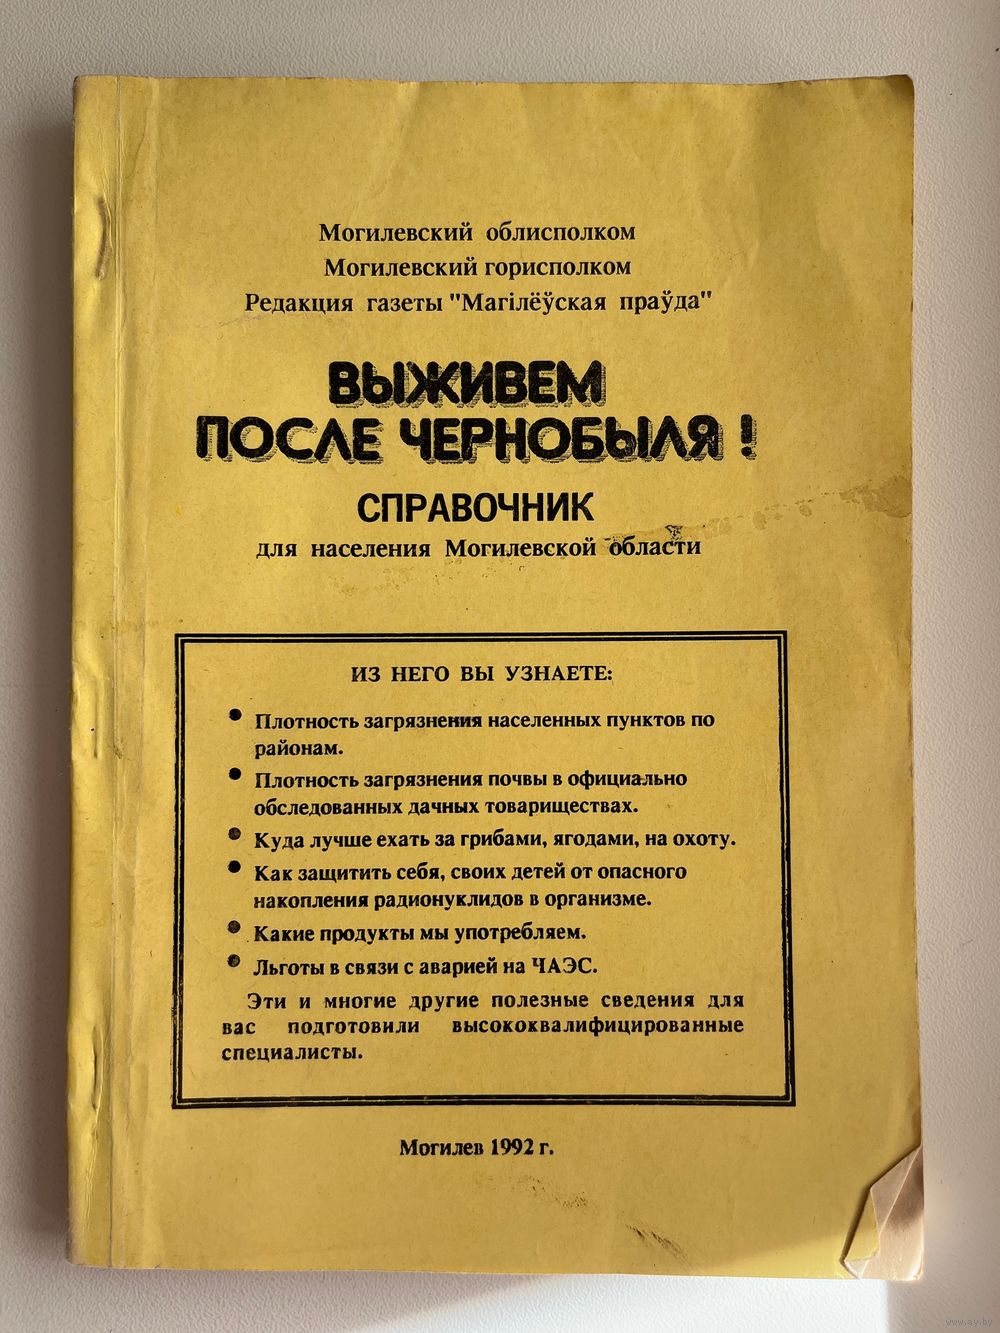 Могилевский облисполком
Могилевский горисполком
Редакция газеты "Магілёўская праўда"
ВЫЖИВЕМ
ПОСЛЕ ЧЕРНОБЫЛЯ !
СПРАВОЧНИК
для населения Могилевской области
ИЗ НЕГО ВЫ УЗНАЕТЕ:
• Плотность загрязнения населенных пунктов по
районам.
• Плотность загрязнения почвы в официально
обследованных дачных товариществах.
• Куда лучше ехать за грибами, ягодами, на охоту.
• Как защитить себя, своих детей от опасного
накопления радионуклидов в организме.
• Какие продукты мы употребляем.
• Льготы в связи с аварией на ЧАЭС.
Эти и многие другие полезные сведения для
вас подготовили высококвалифицированные
специалисты.
Могилев 1992 г.
www.ay.by